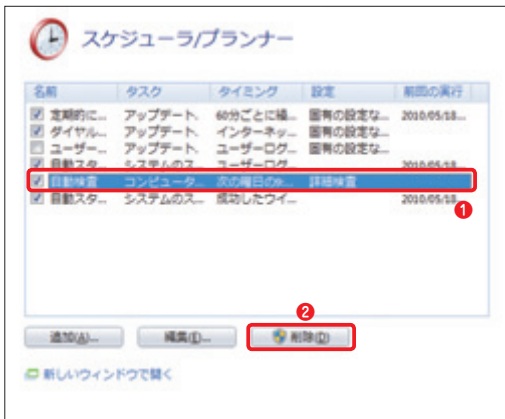 スケジューラ/プランナー
名前 タスク タイミング 設定 前回の実行
定期的に... アップデート. 60分ごとに繰... 固有の設定な... 2010/05/18...
ダイヤル... アップデート. インターネッ... 固有の設定な...
ユーザー... アップデート. ユーザーログ... 固有の設定な...
自動スタ... システムのス... ユーザーログ... 2010/05/18...
自動検査 コンピュータ... 次の曜日の... 詳細検査
自動スタ... システムのス... 成功したウイ... 2010/05/18...
❶
❷
追加(A)... 編集(E)... 削除(D)
新しいウィンドウで開く